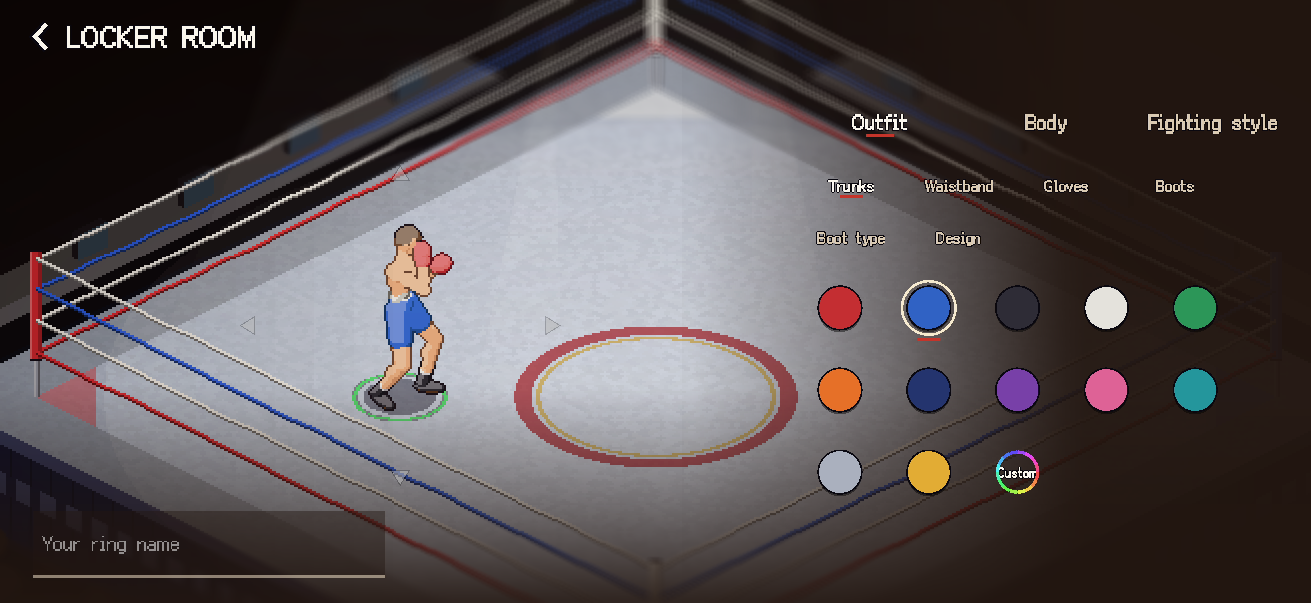 LOCKER ROOM
Outfit Body Fighting style
Trunks Waistband Gloves Boots
Boot type Design
Custom
Your ring name